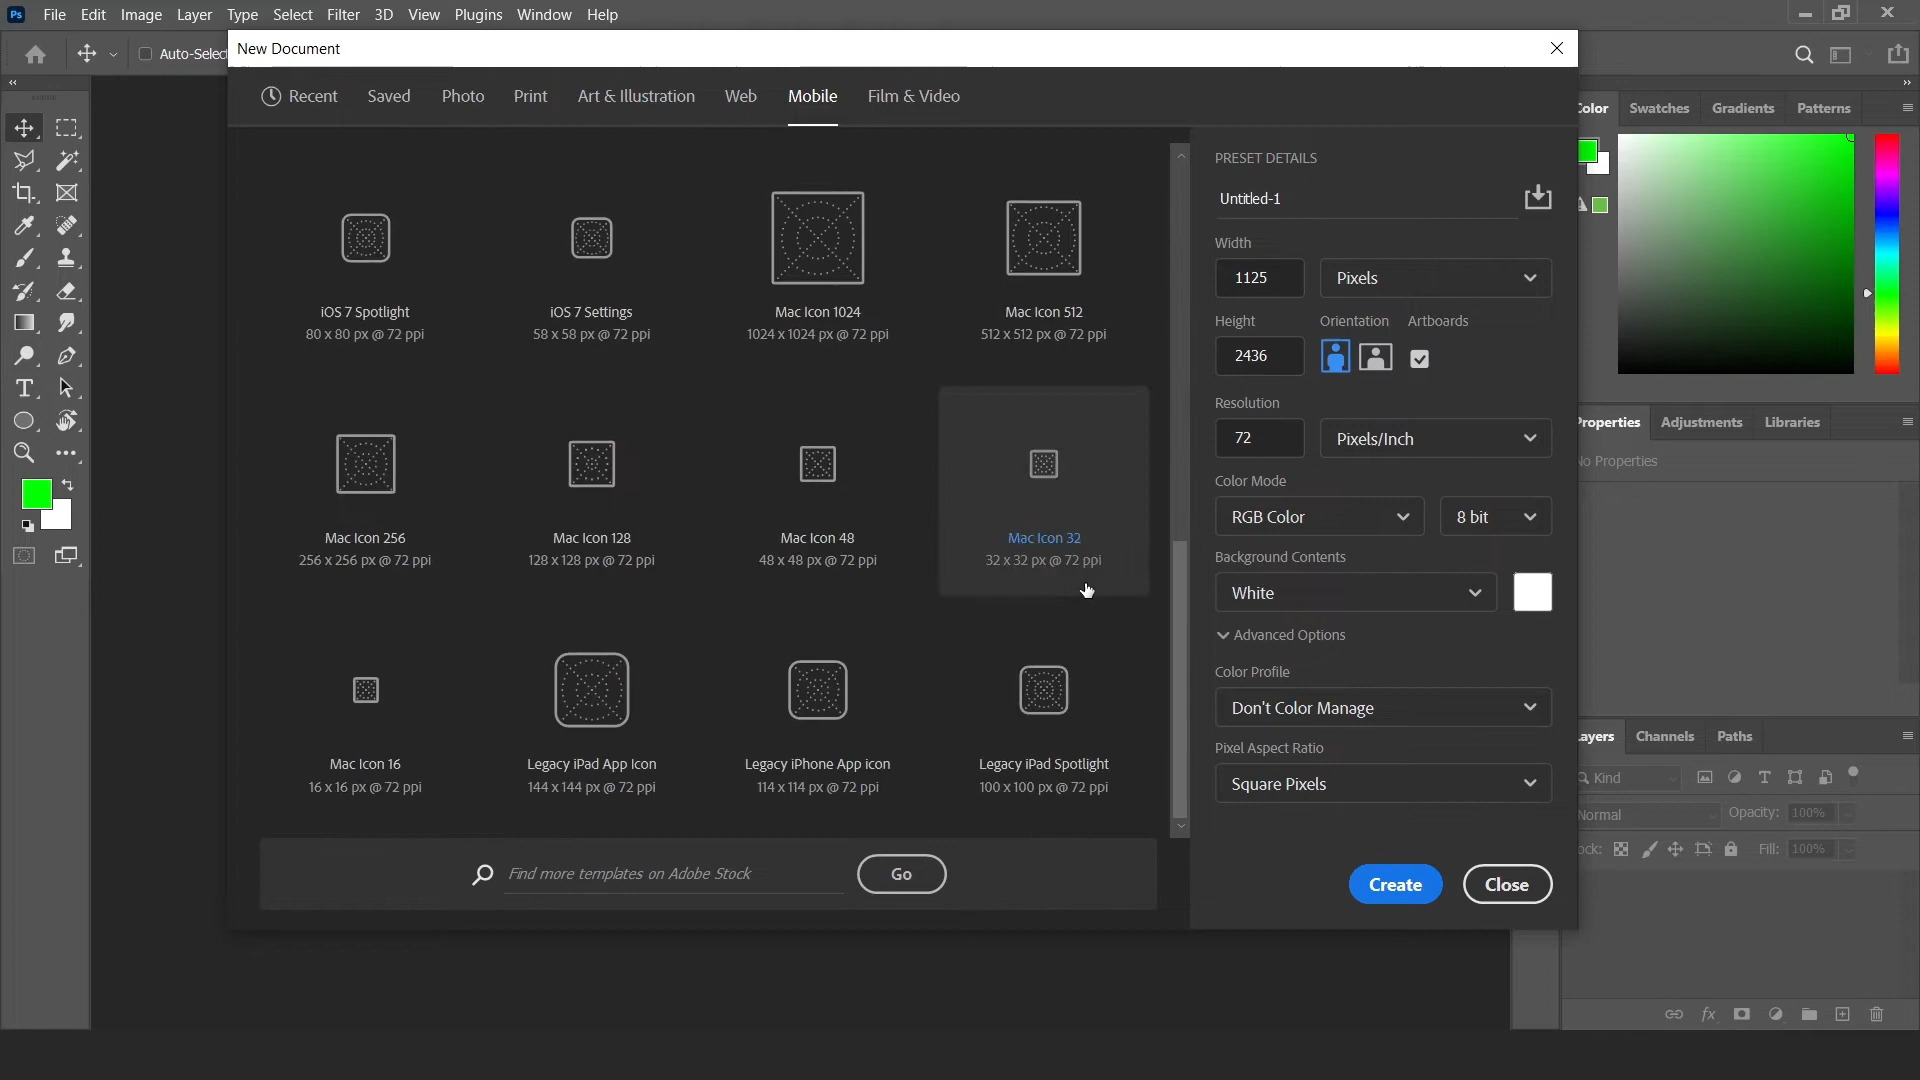 Ps File Edit Image Layer Type Select Filter 3D View Plugins Window Help
New Document
Auto-Select
Recent Saved Photo Print Art & Illustration Web Mobile Film & Video
iOS 7 Spotlight
80 x 80 px @ 72 ppi
iOS 7 Settings
58 x 58 px @ 72 ppi
Mac Icon 1024
1024 x 1024 px @ 72 ppi
Mac Icon 512
512 x 512 px @ 72 ppi
Mac Icon 256
256 x 256 px @ 72 ppi
Mac Icon 128
128 x 128 px @ 72 ppi
Mac Icon 48
48 x 48 px @ 72 ppi
Mac Icon 32
32 x 32 px @ 72 ppi
Mac Icon 16
16 x 16 px @ 72 ppi
Legacy iPad App Icon
144 x 144 px @ 72 ppi
Legacy iPhone App icon
114 x 114 px @ 72 ppi
Legacy iPad Spotlight
100 x 100 px @ 72 ppi
Find more templates on Adobe Stock
Go
PRESET DETAILS
Untitled-1
Width
1125 Pixels
Height Orientation Artboards
2436
Resolution
72 Pixels/Inch
Color Mode
RGB Color 8 bit
Background Contents
White
Advanced Options
Color Profile
Don't Color Manage
Pixel Aspect Ratio
Square Pixels
Create Close
Color Swatches Gradients Patterns
Properties Adjustments Libraries
No Properties
Layers Channels Paths
Kind
Normal Opacity: 100%
ock: Fill: 100%
fx